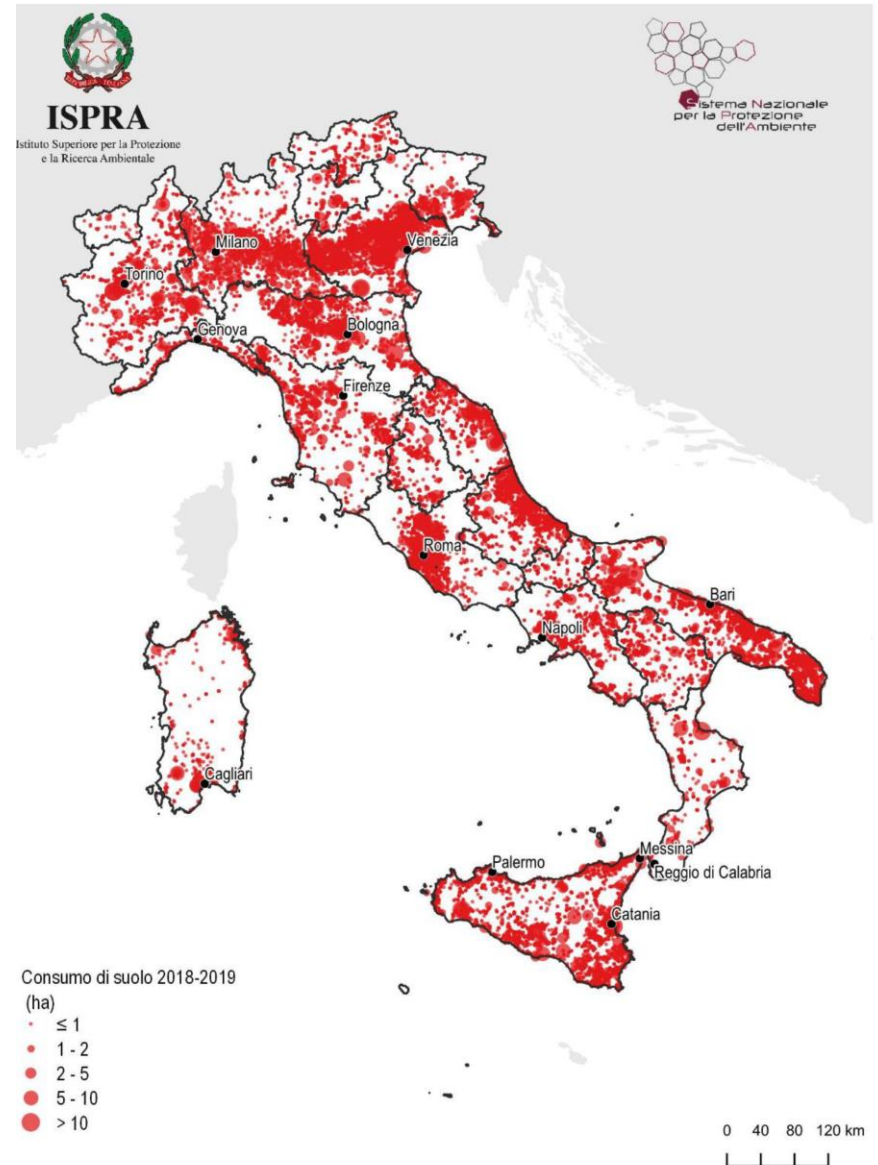 ISPRA
Istituto Superiore per la Protezione
e la Ricerca Ambientale
Sistema Nazionale
per la Protezione
dell'Ambiente
Milano
Venezia
Torino
Genova
Bologna
Firenze
Roma
Bari
Napoli
Cagliari
Messina
Palermo
Reggio di Calabria
Catania
Consumo di suolo 2018-2019
(ha)
≤ 1
1 - 2
2 - 5
5 - 10
> 10
0 40 80 120 km